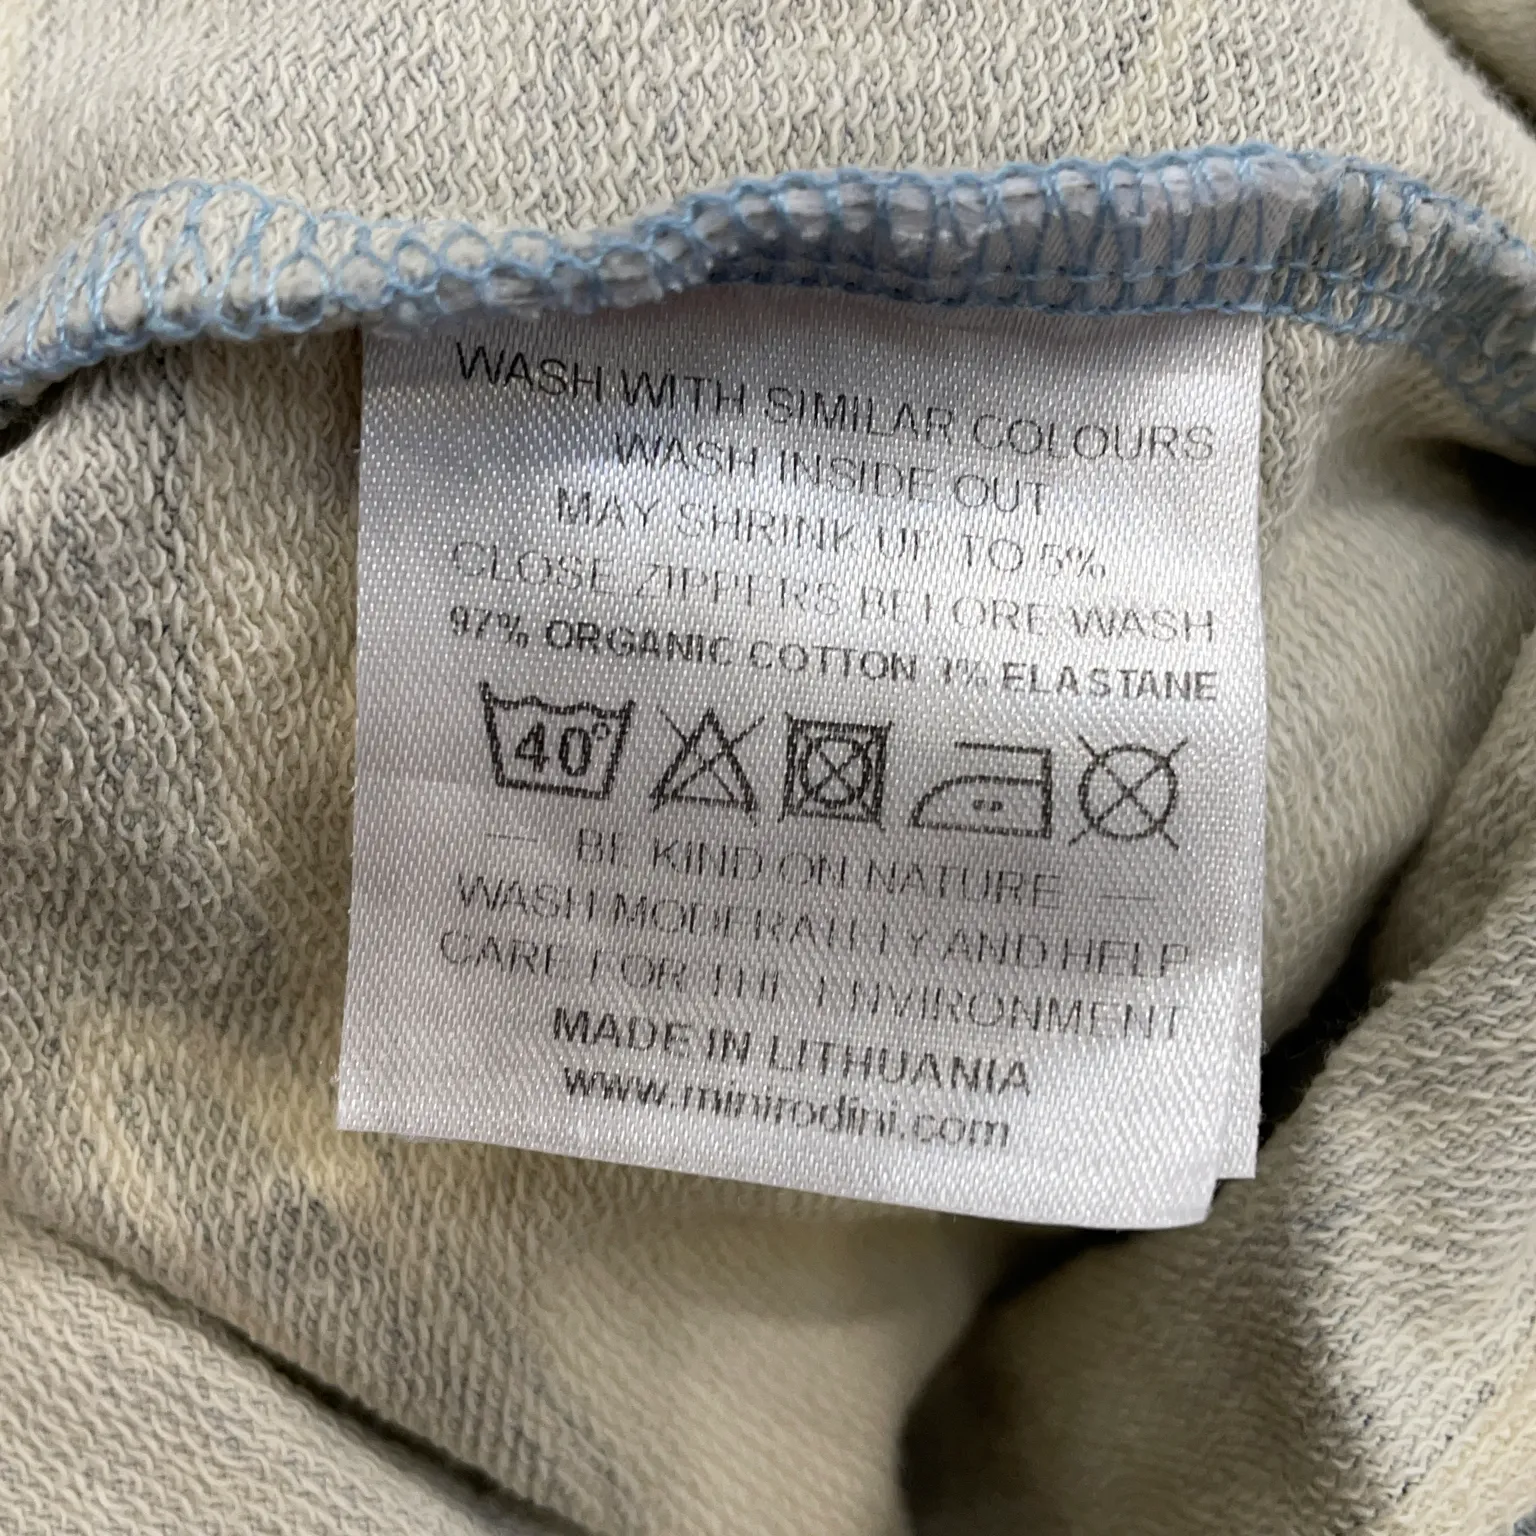 WASH WITH SIMILAR COLOURS
WASH INSIDE OUT
MAY SHRINK UP TO 5%
CLOSE ZIPPERS BEFORE WASH
97% ORGANIC COTTON % ELASTANE
40°
— BE KIND ON NATURE —
WASH MODERATELY AND HELP
CARE FOR THE ENVIRONMENT
MADE IN LITHUANIA
www.minirodini.com